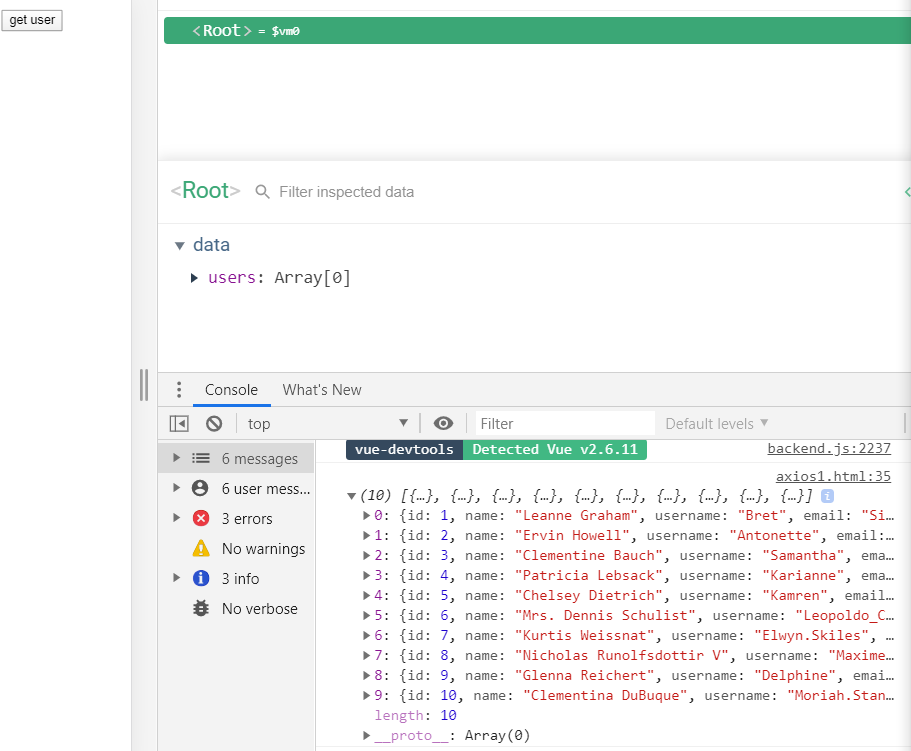 get user
<Root> = $vm0
<Root> Filter inspected data
data
users: Array[0]
Console What's New
top Filter Default levels
6 messages
6 user mess...
3 errors
No warnings
3 info
No verbose
vue-devtools Detected Vue v2.6.11 backend.js:2237
axios1.html:35
(10) [{…}, {…}, {…}, {…}, {…}, {…}, {…}, {…}, {…}, {…}] i
0: {id: 1, name: "Leanne Graham", username: "Bret", email: "Si…
1: {id: 2, name: "Ervin Howell", username: "Antonette", email:…
2: {id: 3, name: "Clementine Bauch", username: "Samantha", ema…
3: {id: 4, name: "Patricia Lebsack", username: "Karianne", ema…
4: {id: 5, name: "Chelsey Dietrich", username: "Kamren", email…
5: {id: 6, name: "Mrs. Dennis Schulist", username: "Leopoldo_C…
6: {id: 7, name: "Kurtis Weissnat", username: "Elwyn.Skiles", …
7: {id: 8, name: "Nicholas Runolfsdottir V", username: "Maxime…
8: {id: 9, name: "Glenna Reichert", username: "Delphine", emai…
9: {id: 10, name: "Clementina DuBuque", username: "Moriah.Stan…
length: 10
__proto__: Array(0)